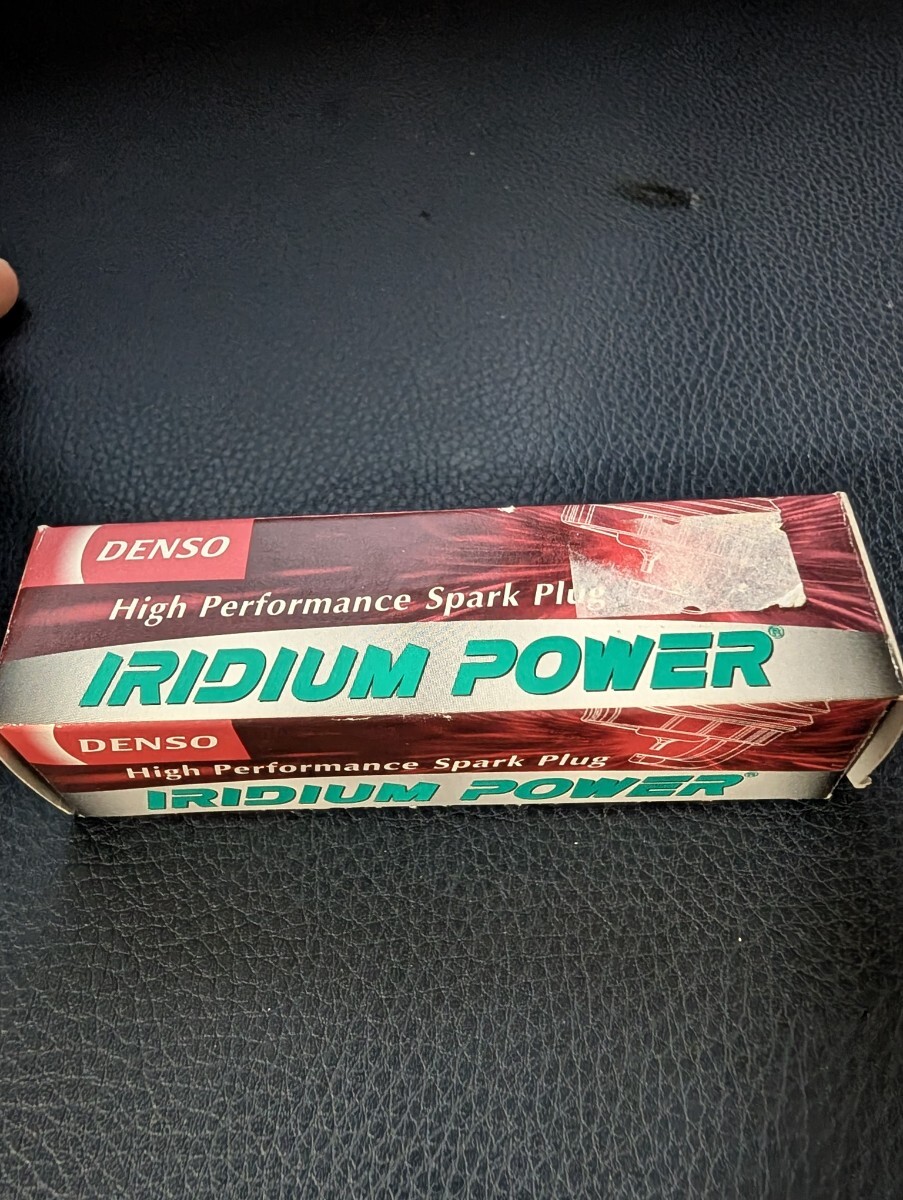 DENSO
High Performance Spark Plug
IRIDIUM POWER®
DENSO
High Performance Spark Plug
IRIDIUM POWER®